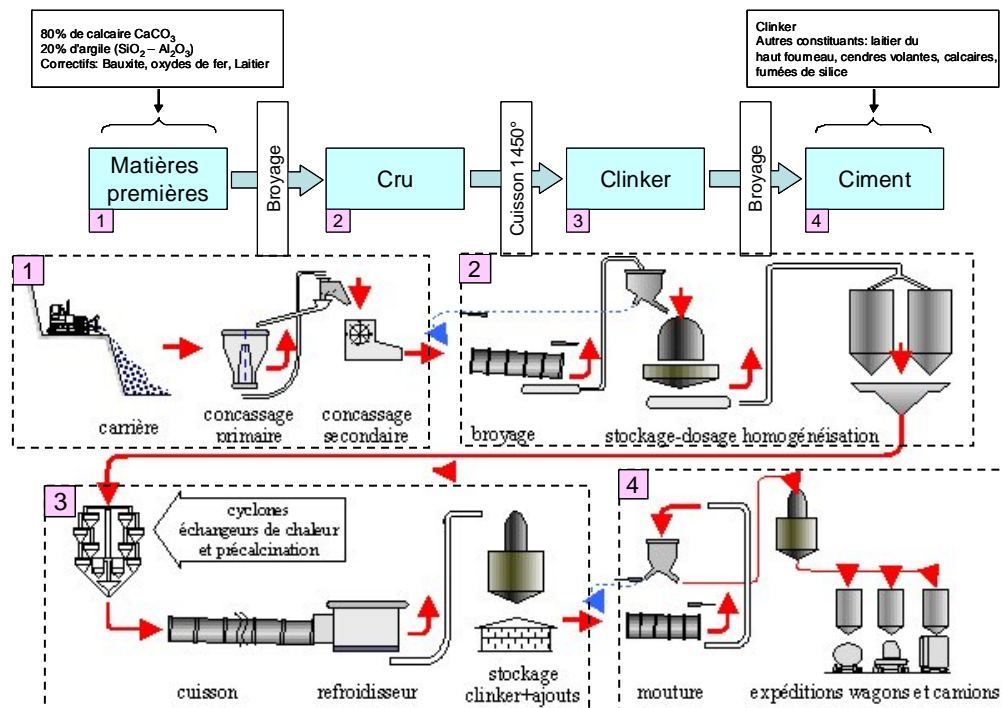 80% de calcaire CaCO₃
20% d'argile (SiO₂ – Al₂O₃)
Correctifs: Bauxite, oxydes de fer, Laitier
Clinker
Autres constituants: laitier du
haut fourneau, cendres volantes, calcaires,
fumées de silice
Matières
premières
1
Broyage
Cru
2
Cuisson 1450°
Clinker
3
Broyage
Ciment
4
1
carrière
concassage
primaire
concassage
secondaire
2
broyage
stockage-dosage homogénéisation
3
cyclones
échangeurs de chaleur
et précalcination
cuisson
refroidisseur
stockage
clinker+ajouts
4
mouture
expéditions wagons et camions